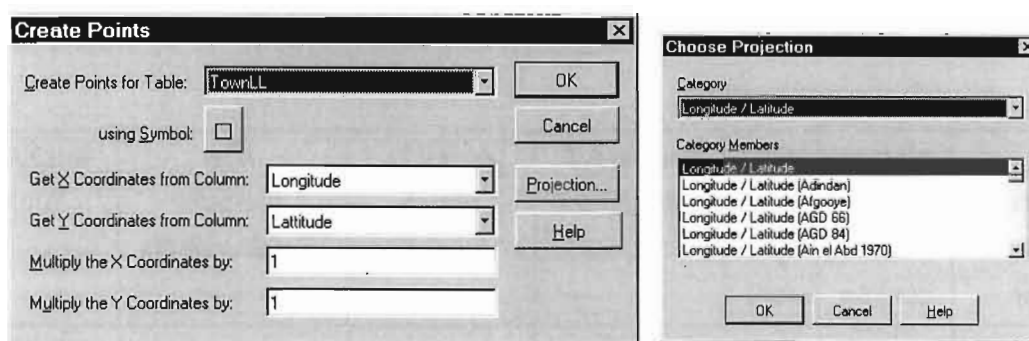 Create Points
Create Points for Table: TownLL
using Symbol:
Get X Coordinates from Column: Longitude
Get Y Coordinates from Column: Lattitude
Multiply the X Coordinates by: 1
Multiply the Y Coordinates by: 1
OK
Cancel
Projection...
Help
Choose Projection
Category
Longitude / Latitude
Category Members
Longitude / Latitude
Longitude / Latitude (Adindan)
Longitude / Latitude (Afgooye)
Longitude / Latitude (AGD 66)
Longitude / Latitude (AGD 84)
Longitude / Latitude (Ain el Abd 1970)
OK Cancel Help